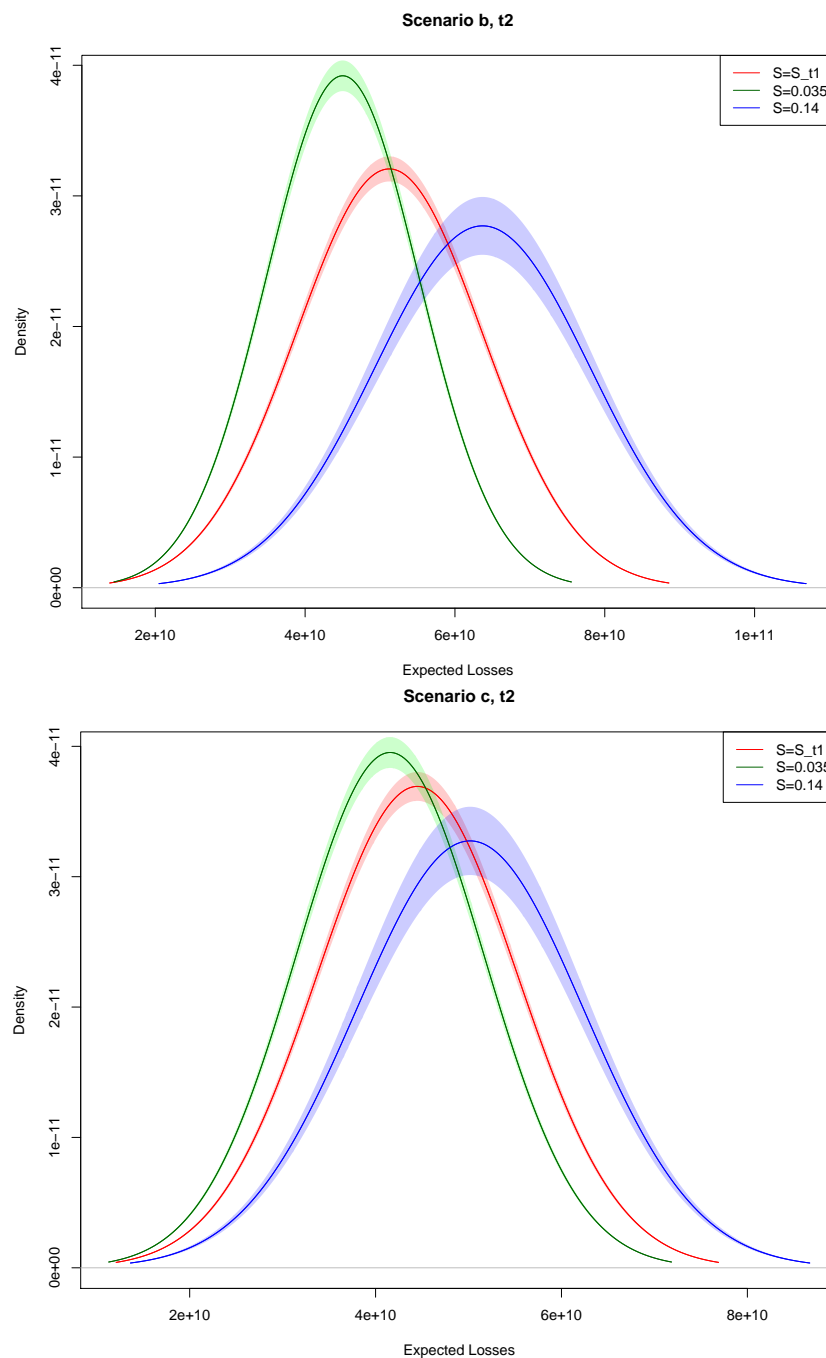 Scenario b, t2
4e−11
3e−11
2e−11
1e−11
0e+00
Density
S=S_t1
S=0.035
S=0.14
2e+10 4e+10 6e+10 8e+10 1e+11
Expected Losses
Scenario c, t2
4e−11
3e−11
2e−11
1e−11
0e+00
Density
S=S_t1
S=0.035
S=0.14
2e+10 4e+10 6e+10 8e+10
Expected Losses